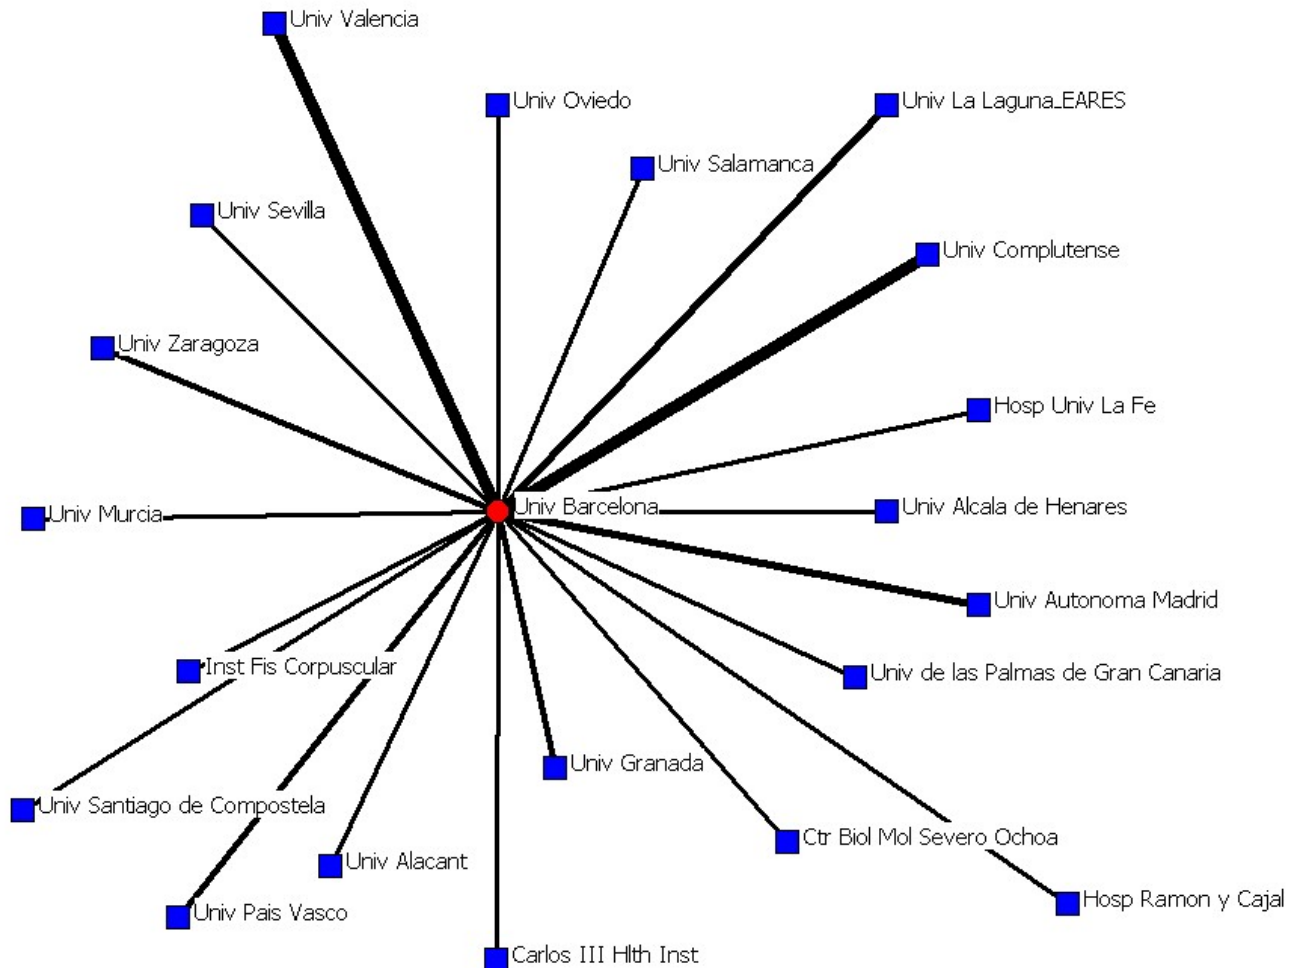 Univ Valencia
Univ Oviedo
Univ La Laguna_EARES
Univ Salamanca
Univ Sevilla
Univ Complutense
Univ Zaragoza
Hosp Univ La Fe
Univ Murcia
Univ Barcelona
Univ Alcala de Henares
Univ Autonoma Madrid
Inst Fis Corpuscular
Univ de las Palmas de Gran Canaria
Univ Granada
Univ Santiago de Compostela
Ctr Biol Mol Severo Ochoa
Univ Alacant
Hosp Ramon y Cajal
Univ Pais Vasco
Carlos III Hlth Inst